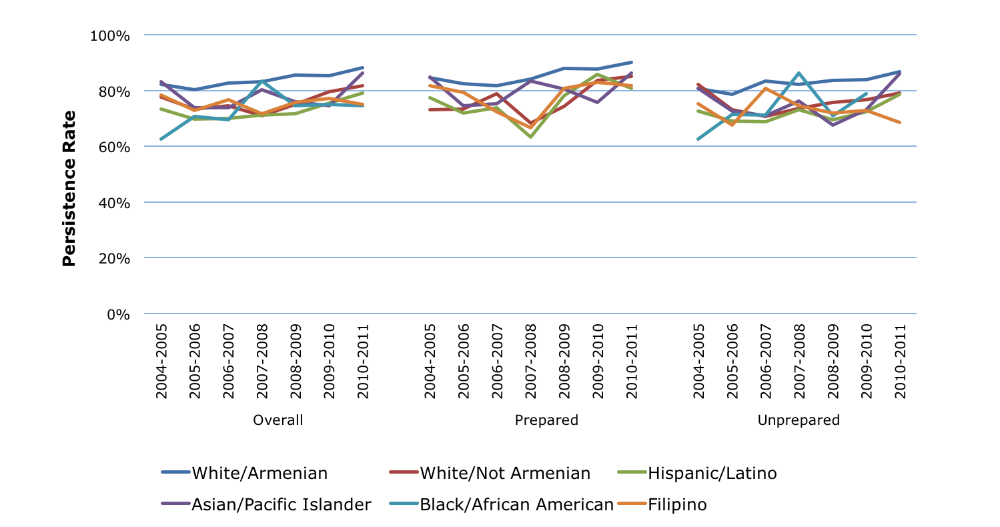 100%
80%
60%
40%
20%
0%
Persistence Rate
2004-2005
2005-2006
2006-2007
2007-2008
2008-2009
2009-2010
2010-2011
2004-2005
2005-2006
2006-2007
2007-2008
2008-2009
2009-2010
2010-2011
2004-2005
2005-2006
2006-2007
2007-2008
2008-2009
2009-2010
2010-2011
Overall
Prepared
Unprepared
White/Armenian
White/Not Armenian
Hispanic/Latino
Asian/Pacific Islander
Black/African American
Filipino